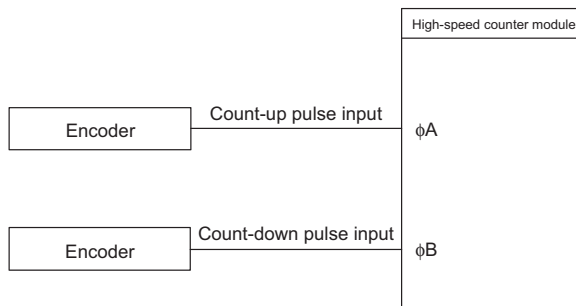 High-speed counter module
Count-up pulse input
Encoder
ϕA
Count-down pulse input
Encoder
ϕB